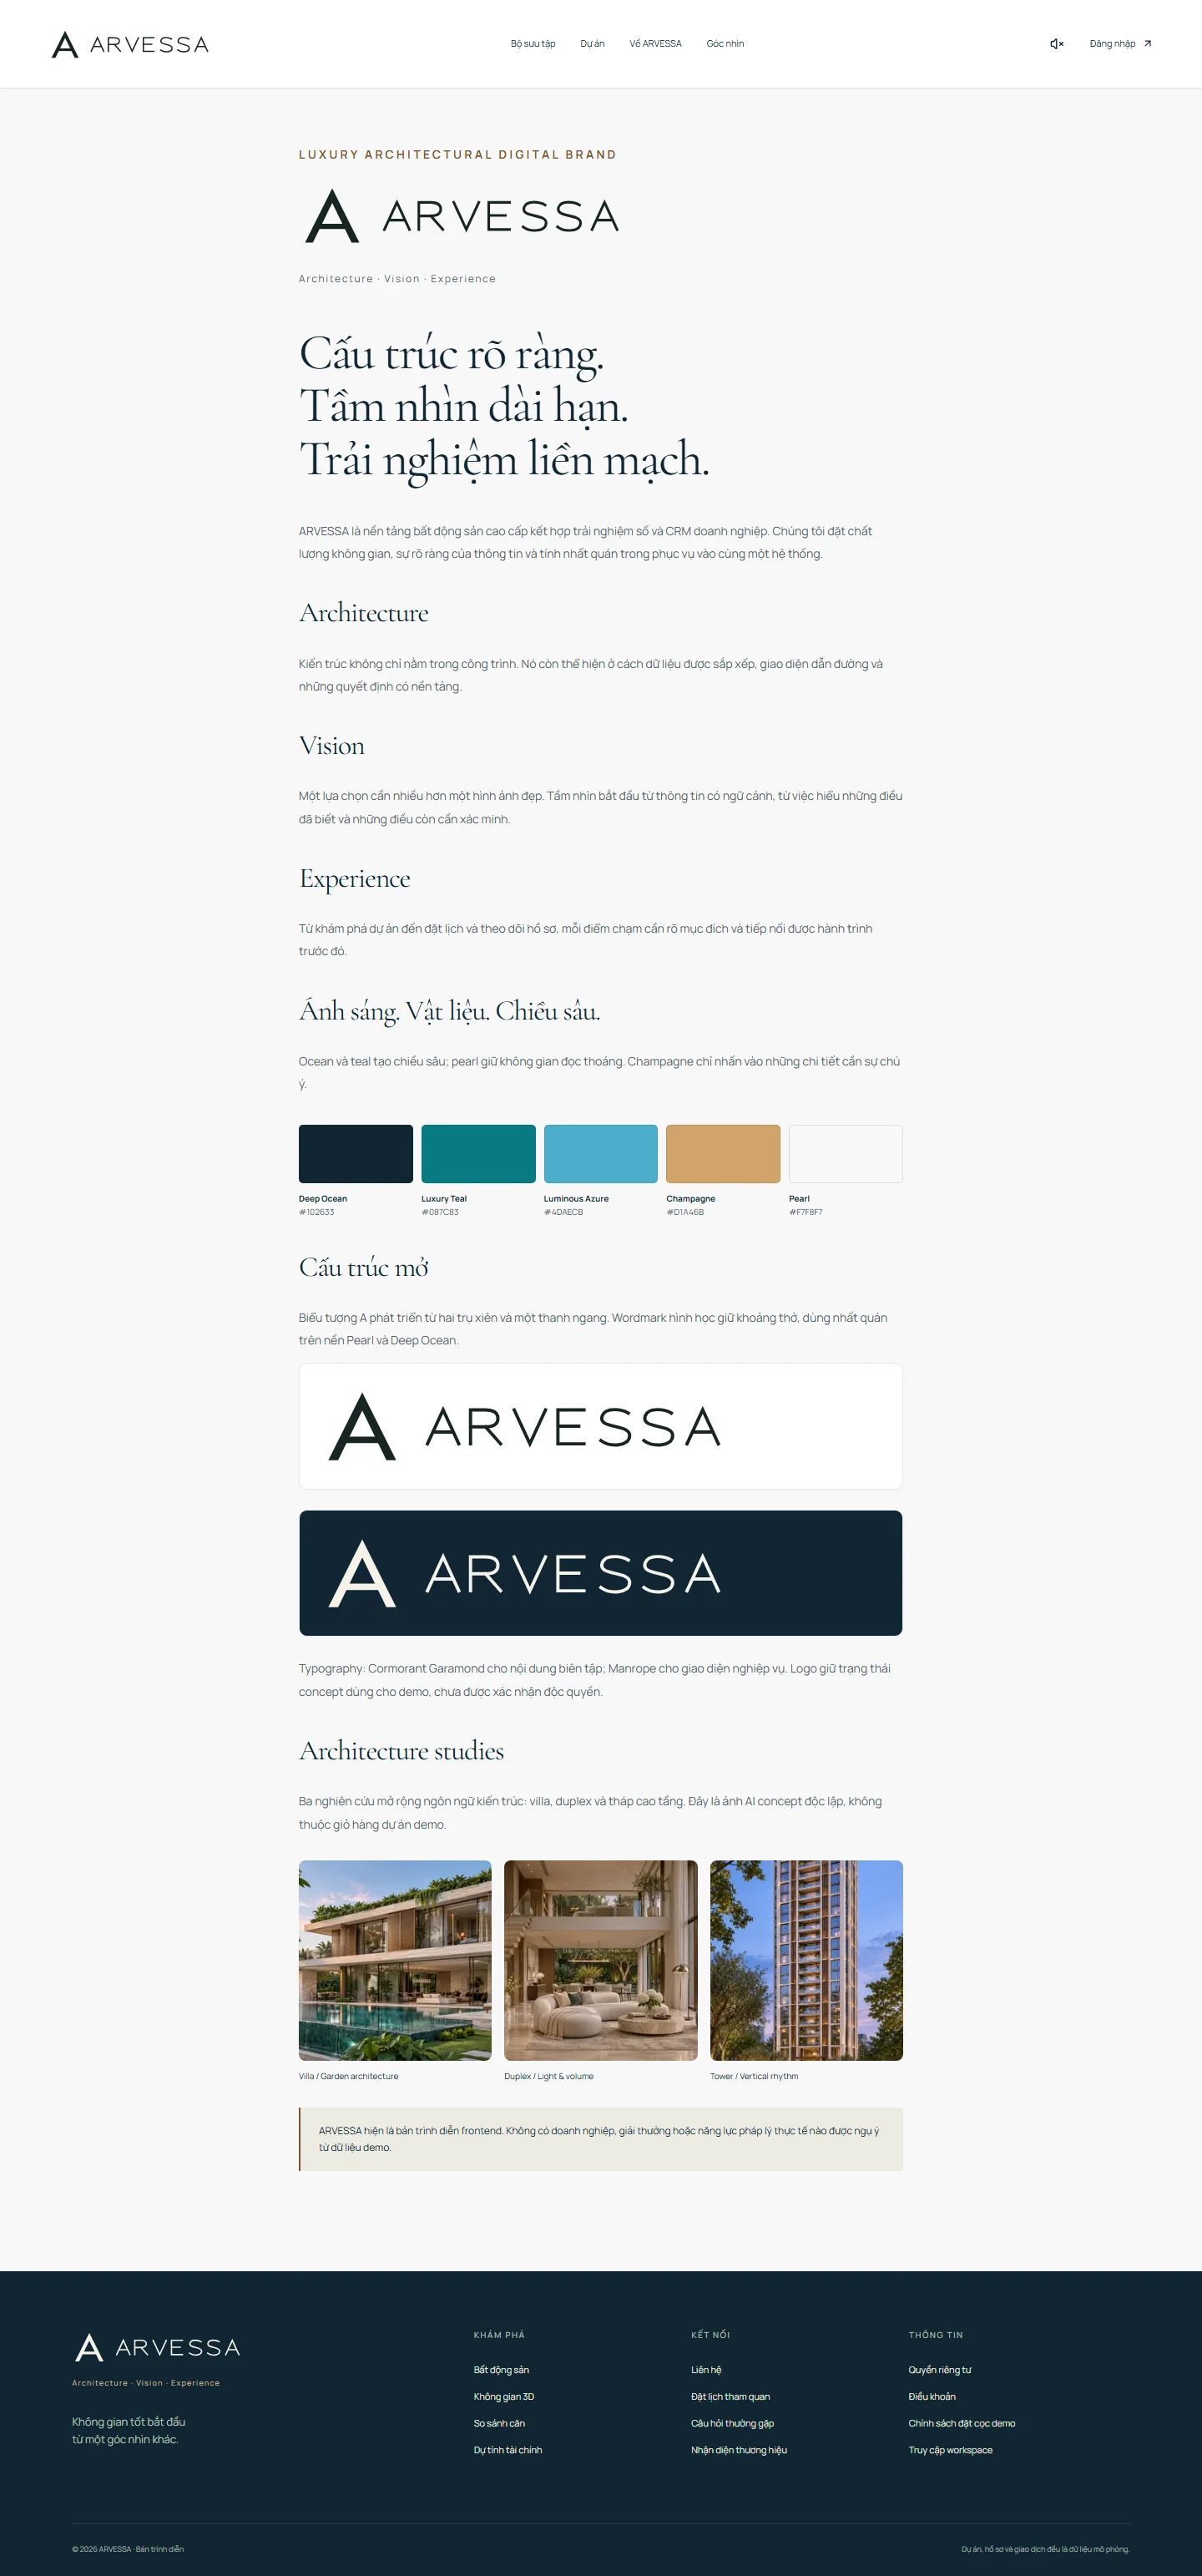 ARVESSA
Bộ sưu tập
Dự án
Về ARVESSA
Góc nhìn
Đăng nhập
LUXURY ARCHITECTURAL DIGITAL BRAND
ARVESSA
Architecture · Vision · Experience
Cấu trúc rõ ràng.
Tầm nhìn dài hạn.
Trải nghiệm liền mạch.
ARVESSA là nền tảng bất động sản cao cấp kết hợp trải nghiệm số và CRM doanh nghiệp. Chúng tôi đặt chất
lượng không gian, sự rõ ràng của thông tin và tính nhất quán trong phục vụ vào cùng một hệ thống.
Architecture
Kiến trúc không chỉ nằm trong công trình. Nó còn thể hiện ở cách dữ liệu được sắp xếp, giao diện dẫn đường và
những quyết định có nền tảng.
Vision
Một lựa chọn cần nhiều hơn một hình ảnh đẹp. Tầm nhìn bắt đầu từ thông tin có ngữ cảnh, từ việc hiểu những điều
đã biết và những điều còn cần xác minh.
Experience
Từ khám phá dự án đến đặt lịch và theo dõi hồ sơ, mỗi điểm chạm cần rõ mục đích và tiếp nối được hành trình
trước đó.
Ánh sáng. Vật liệu. Chiều sâu.
Ocean và teal tạo chiều sâu; pearl giữ không gian đọc thoáng. Champagne chỉ nhấn vào những chi tiết cần sự chú
ý.
Deep Ocean
#102633
Luxury Teal
#087C83
Luminous Azure
#4DAECB
Champagne
#D1A46B
Pearl
#F7F8F7
Cấu trúc mở
Biểu tượng A phát triển từ hai trụ xiên và một thanh ngang. Wordmark hình học giữ khoảng thở, dùng nhất quán
trên nền Pearl và Deep Ocean.
ARVESSA
ARVESSA
Typography: Cormorant Garamond cho nội dung biên tập; Manrope cho giao diện nghiệp vụ. Logo giữ trạng thái
concept dùng cho demo, chưa được xác nhận độc quyền.
Architecture studies
Ba nghiên cứu mở rộng ngôn ngữ kiến trúc: villa, duplex và tháp cao tầng. Đây là ảnh AI concept độc lập, không
thuộc giỏ hàng dự án demo.
Villa / Garden architecture
Duplex / Light & volume
Tower / Vertical rhythm
ARVESSA hiện là bản trình diễn frontend. Không có doanh nghiệp, giải thưởng hoặc năng lực pháp lý thực tế nào được ngụ ý
từ dữ liệu demo.
ARVESSA
Architecture · Vision · Experience
Không gian tốt bắt đầu
từ một góc nhìn khác.
KHÁM PHÁ
Bất động sản
Không gian 3D
So sánh căn
Dự tính tài chính
KẾT NỐI
Liên hệ
Đặt lịch tham quan
Câu hỏi thường gặp
Nhận diện thương hiệu
THÔNG TIN
Quyền riêng tư
Điều khoản
Chính sách đặt cọc demo
Truy cập workspace
© 2026 ARVESSA · Bản trình diễn
Dự án, hồ sơ và giao dịch đều là dữ liệu mô phỏng.